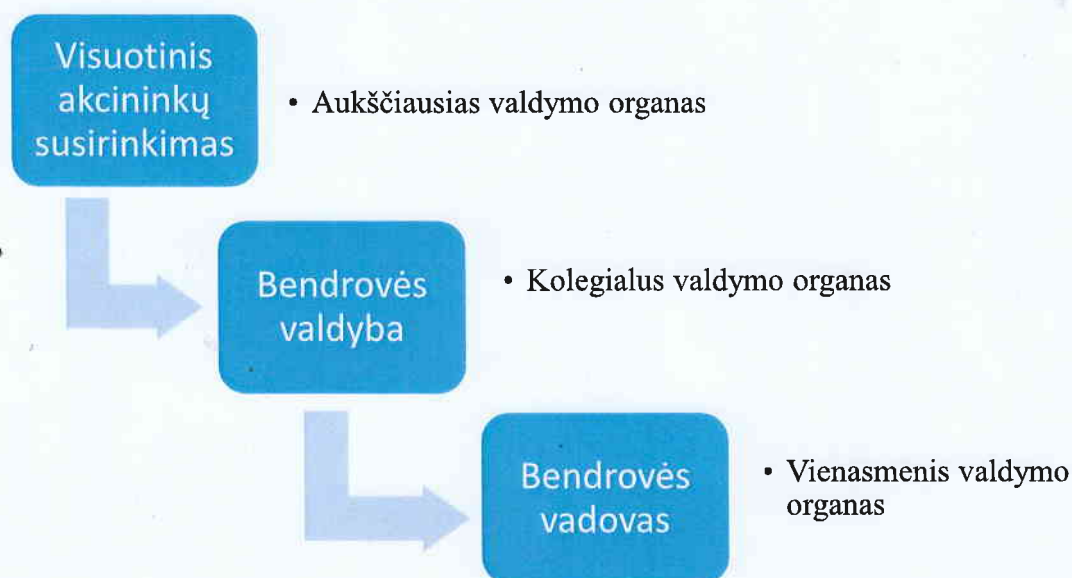 Visuotinis
akcininkų
susirinkimas
• Aukščiausias valdymo organas
Bendrovės
valdyba
• Kolegialus valdymo organas
Bendrovės
vadovas
• Vienasmenis valdymo
organas